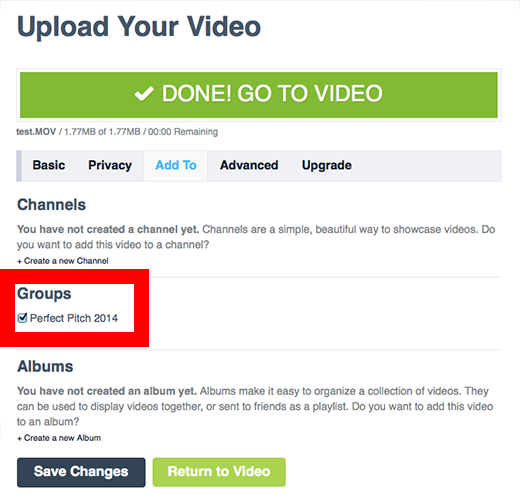 Upload Your Video
DONE! GO TO VIDEO
test.MOV / 1.77MB of 1.77MB / 00:00 Remaining
Basic Privacy Add To Advanced Upgrade
Channels
You have not created a channel yet. Channels are a simple, beautiful way to showcase videos. Do
you want to add this video to a channel?
+ Create a new Channel
Groups
Perfect Pitch 2014
Albums
You have not created an album yet. Albums make it easy to organize a collection of videos. They
can be used to display videos together, or sent to friends as a playlist. Do you want to add this video
to an album?
+ Create a new Album
Save Changes Return to Video